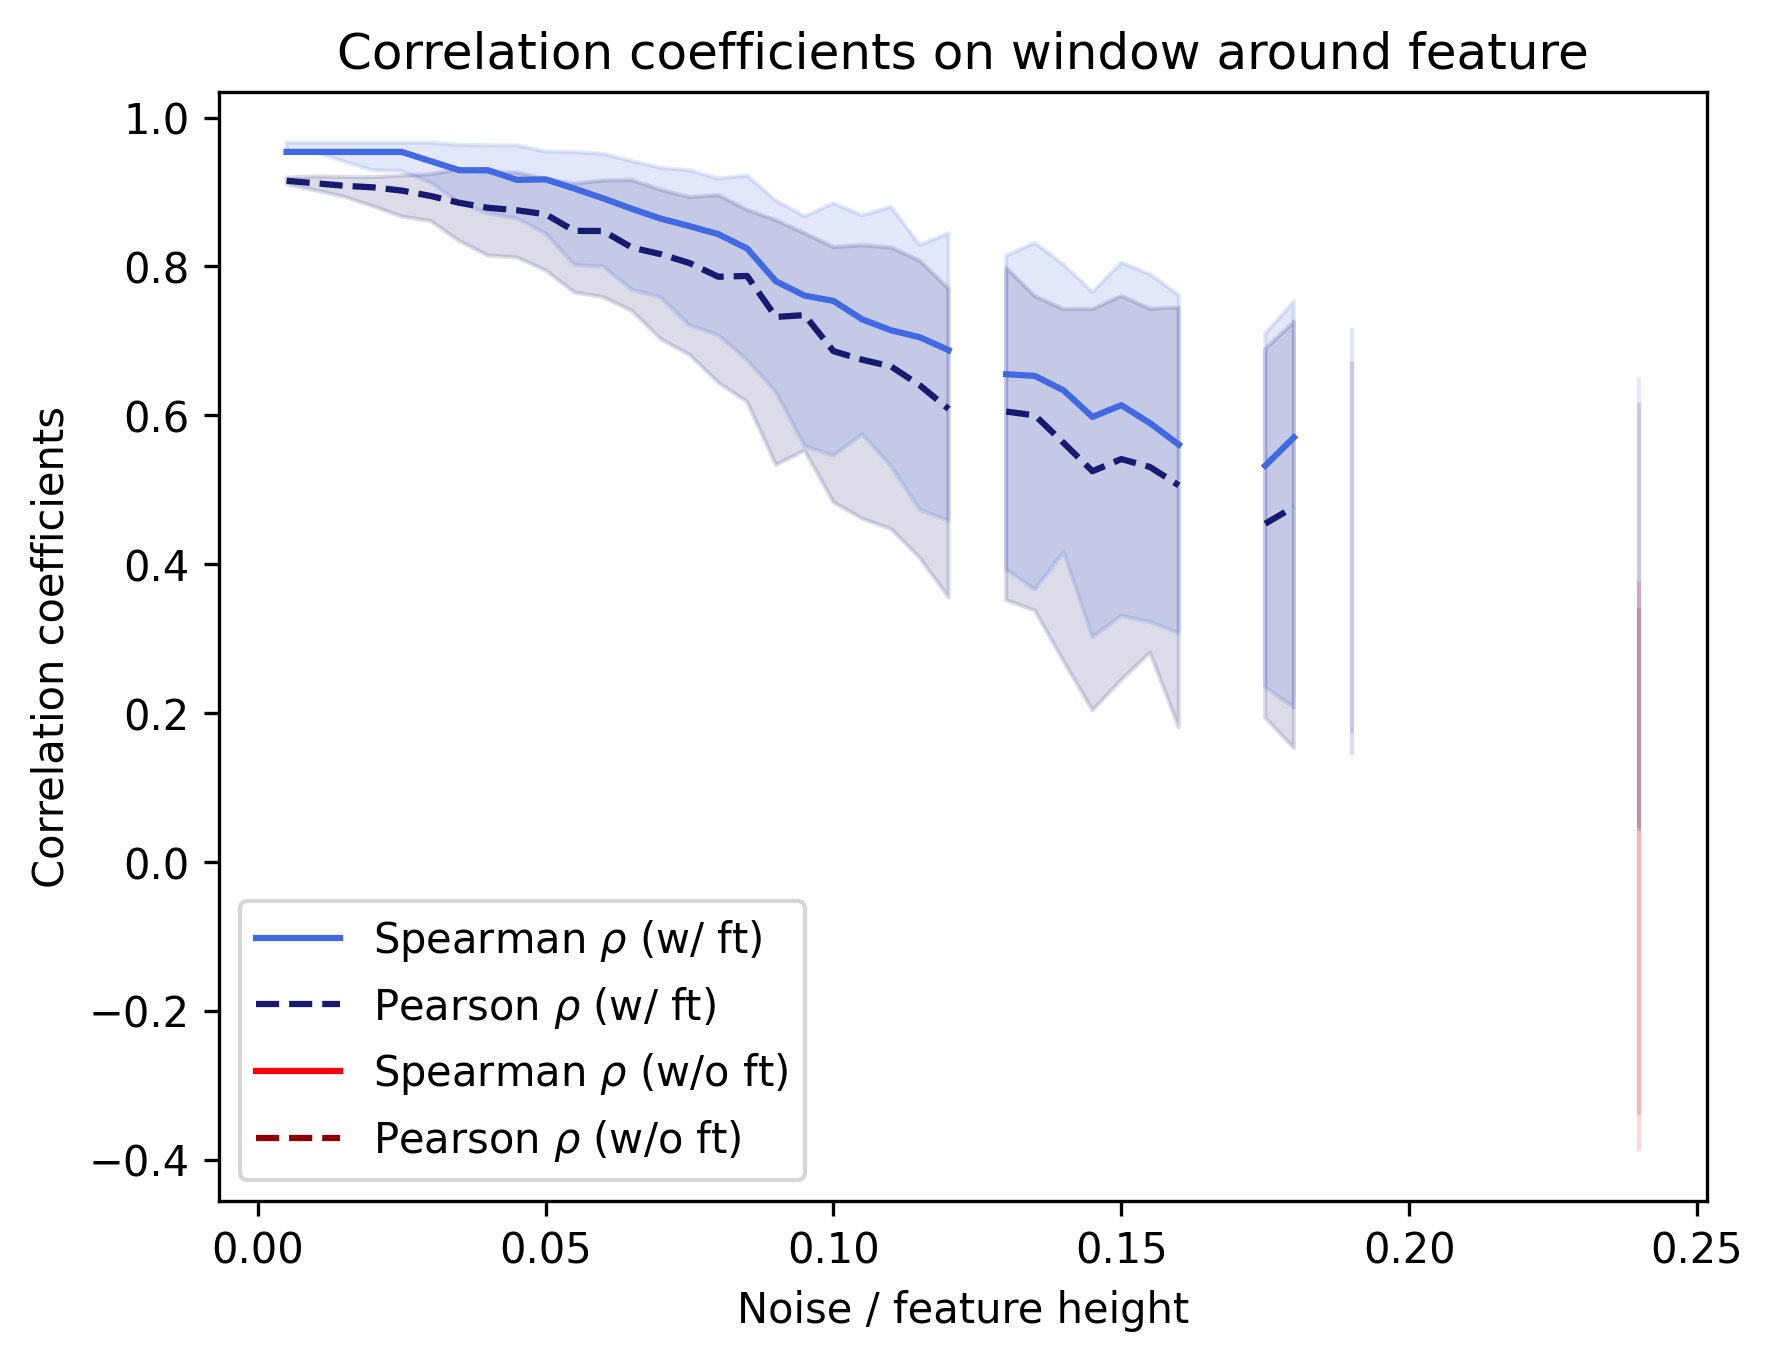 Correlation coefficients on window around feature
Correlation coefficients
1.0
0.8
0.6
0.4
0.2
0.0
−0.2
−0.4
Spearman ρ (w/ ft)
Pearson ρ (w/ ft)
Spearman ρ (w/o ft)
Pearson ρ (w/o ft)
0.00 0.05 0.10 0.15 0.20 0.25
Noise / feature height